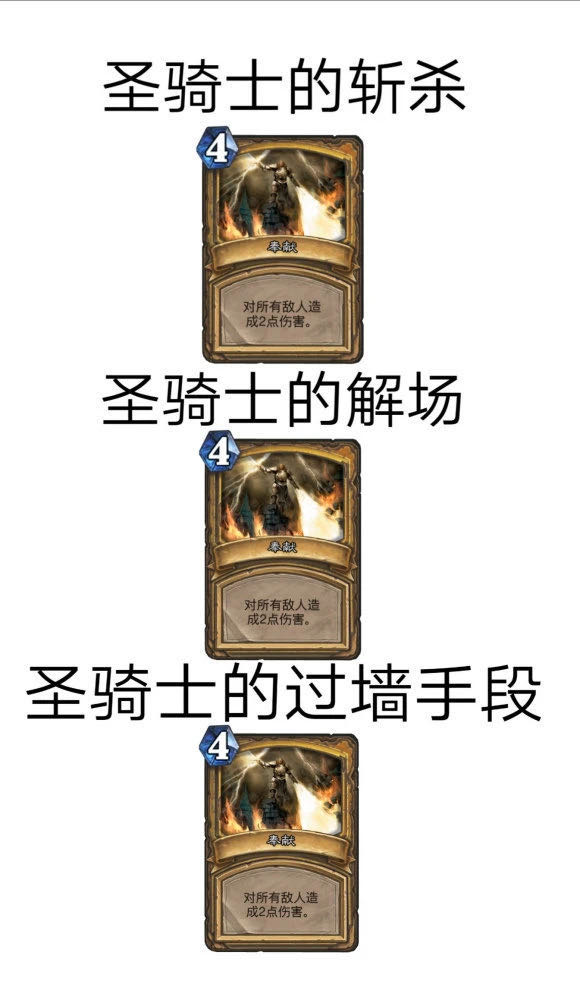 圣骑士的斩杀
4
奉献
对所有敌人造
成2点伤害。
圣骑士的解场
4
奉献
对所有敌人造
成2点伤害。
圣骑士的过墙手段
4
奉献
对所有敌人造
成2点伤害。